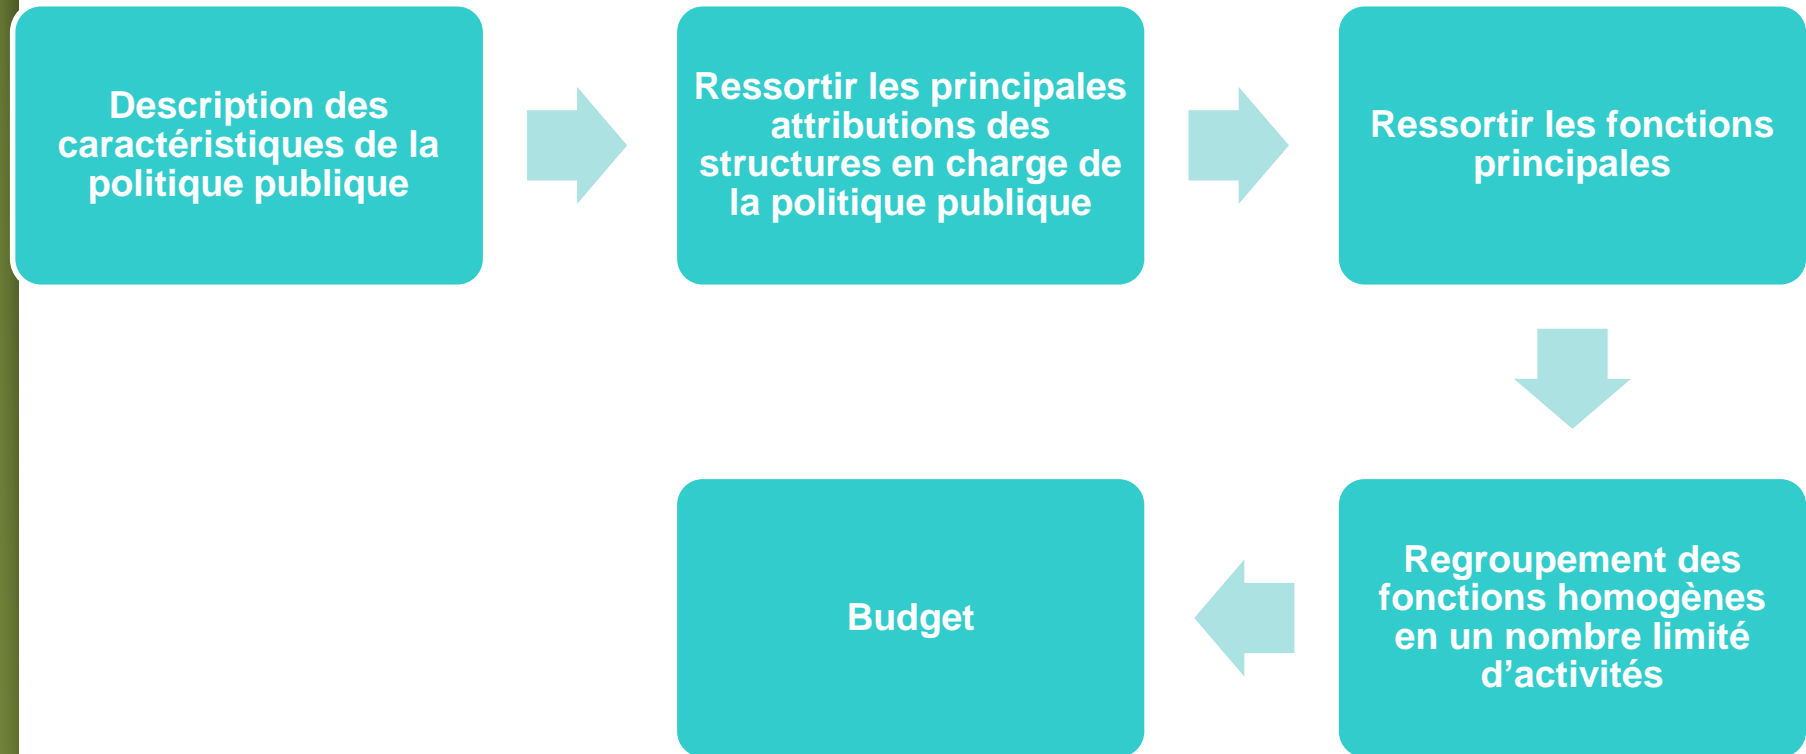 Description des
caractéristiques de la
politique publique
Ressortir les principales
attributions des
structures en charge de
la politique publique
Ressortir les fonctions
principales
Regroupement des
fonctions homogènes
en un nombre limité
d’activités
Budget